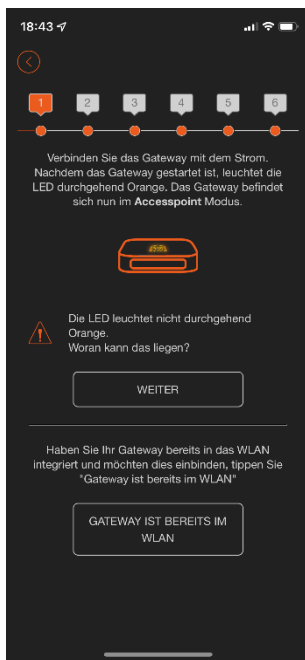 18:43
1 2 3 4 5 6
Verbinden Sie das Gateway mit dem Strom.
Nachdem das Gateway gestartet ist, leuchtet die
LED durchgehend Orange. Das Gateway befindet
sich nun im Accesspoint Modus.
Die LED leuchtet nicht durchgehend
Orange.
Woran kann das liegen?
WEITER
Haben Sie Ihr Gateway bereits in das WLAN
integriert und möchten dies einbinden, tippen Sie
"Gateway ist bereits im WLAN"
GATEWAY IST BEREITS IM
WLAN